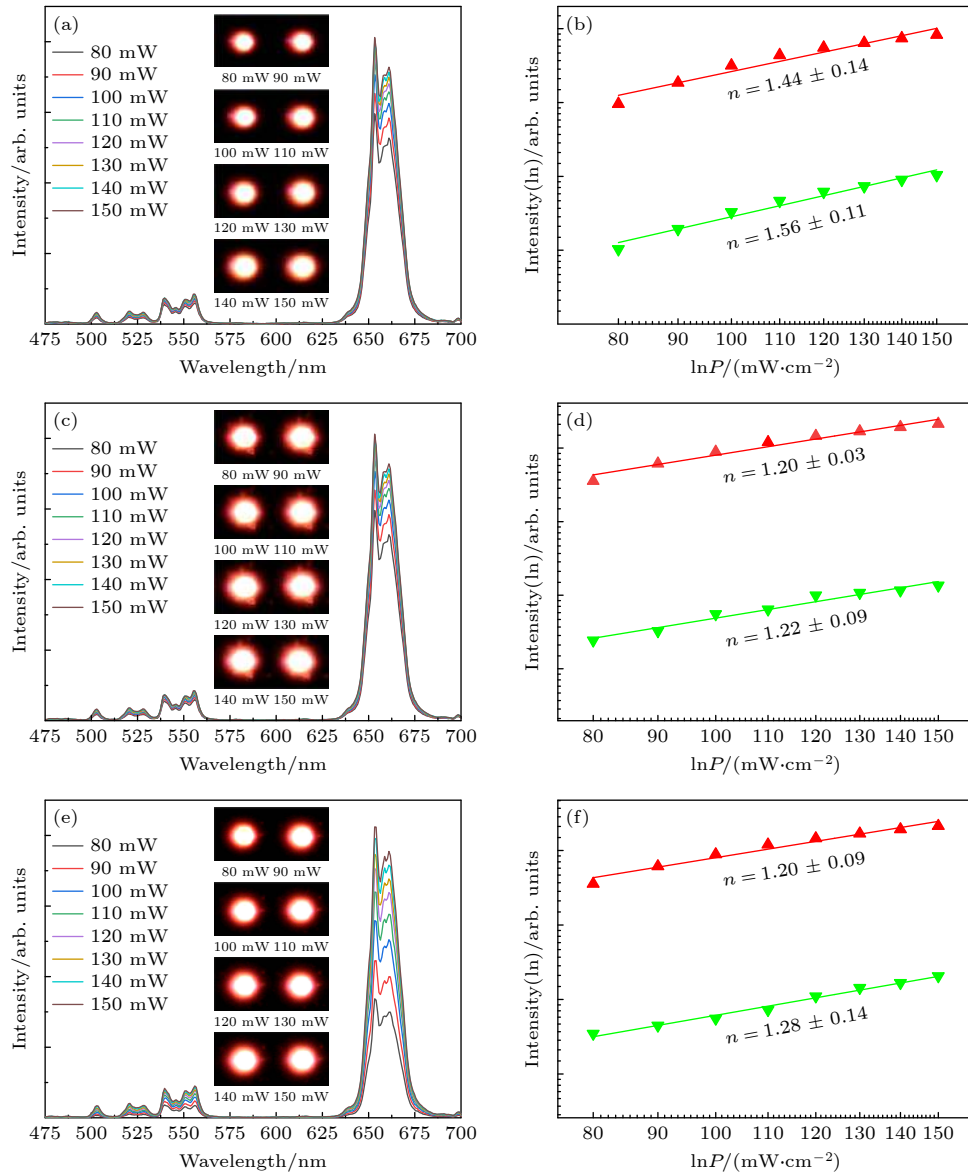 (a)
80 mW
90 mW
100 mW
110 mW
120 mW
130 mW
140 mW
150 mW
80 mW 90 mW
100 mW 110 mW
120 mW 130 mW
140 mW 150 mW
Intensity/arb. units
475 500 525 550 575 600 625 650 675 700
Wavelength/nm
(b)
n = 1.44 ± 0.14
n = 1.56 ± 0.11
Intensity(ln)/arb. units
80 90 100 110 120 130 140 150
lnP/(mW·cm⁻²)
(c)
80 mW
90 mW
100 mW
110 mW
120 mW
130 mW
140 mW
150 mW
80 mW 90 mW
100 mW 110 mW
120 mW 130 mW
140 mW 150 mW
Intensity/arb. units
475 500 525 550 575 600 625 650 675 700
Wavelength/nm
(d)
n = 1.20 ± 0.03
n = 1.22 ± 0.09
Intensity(ln)/arb. units
80 90 100 110 120 130 140 150
lnP/(mW·cm⁻²)
(e)
80 mW
90 mW
100 mW
110 mW
120 mW
130 mW
140 mW
150 mW
80 mW 90 mW
100 mW 110 mW
120 mW 130 mW
140 mW 150 mW
Intensity/arb. units
475 500 525 550 575 600 625 650 675 700
Wavelength/nm
(f)
n = 1.20 ± 0.09
n = 1.28 ± 0.14
Intensity(ln)/arb. units
80 90 100 110 120 130 140 150
lnP/(mW·cm⁻²)